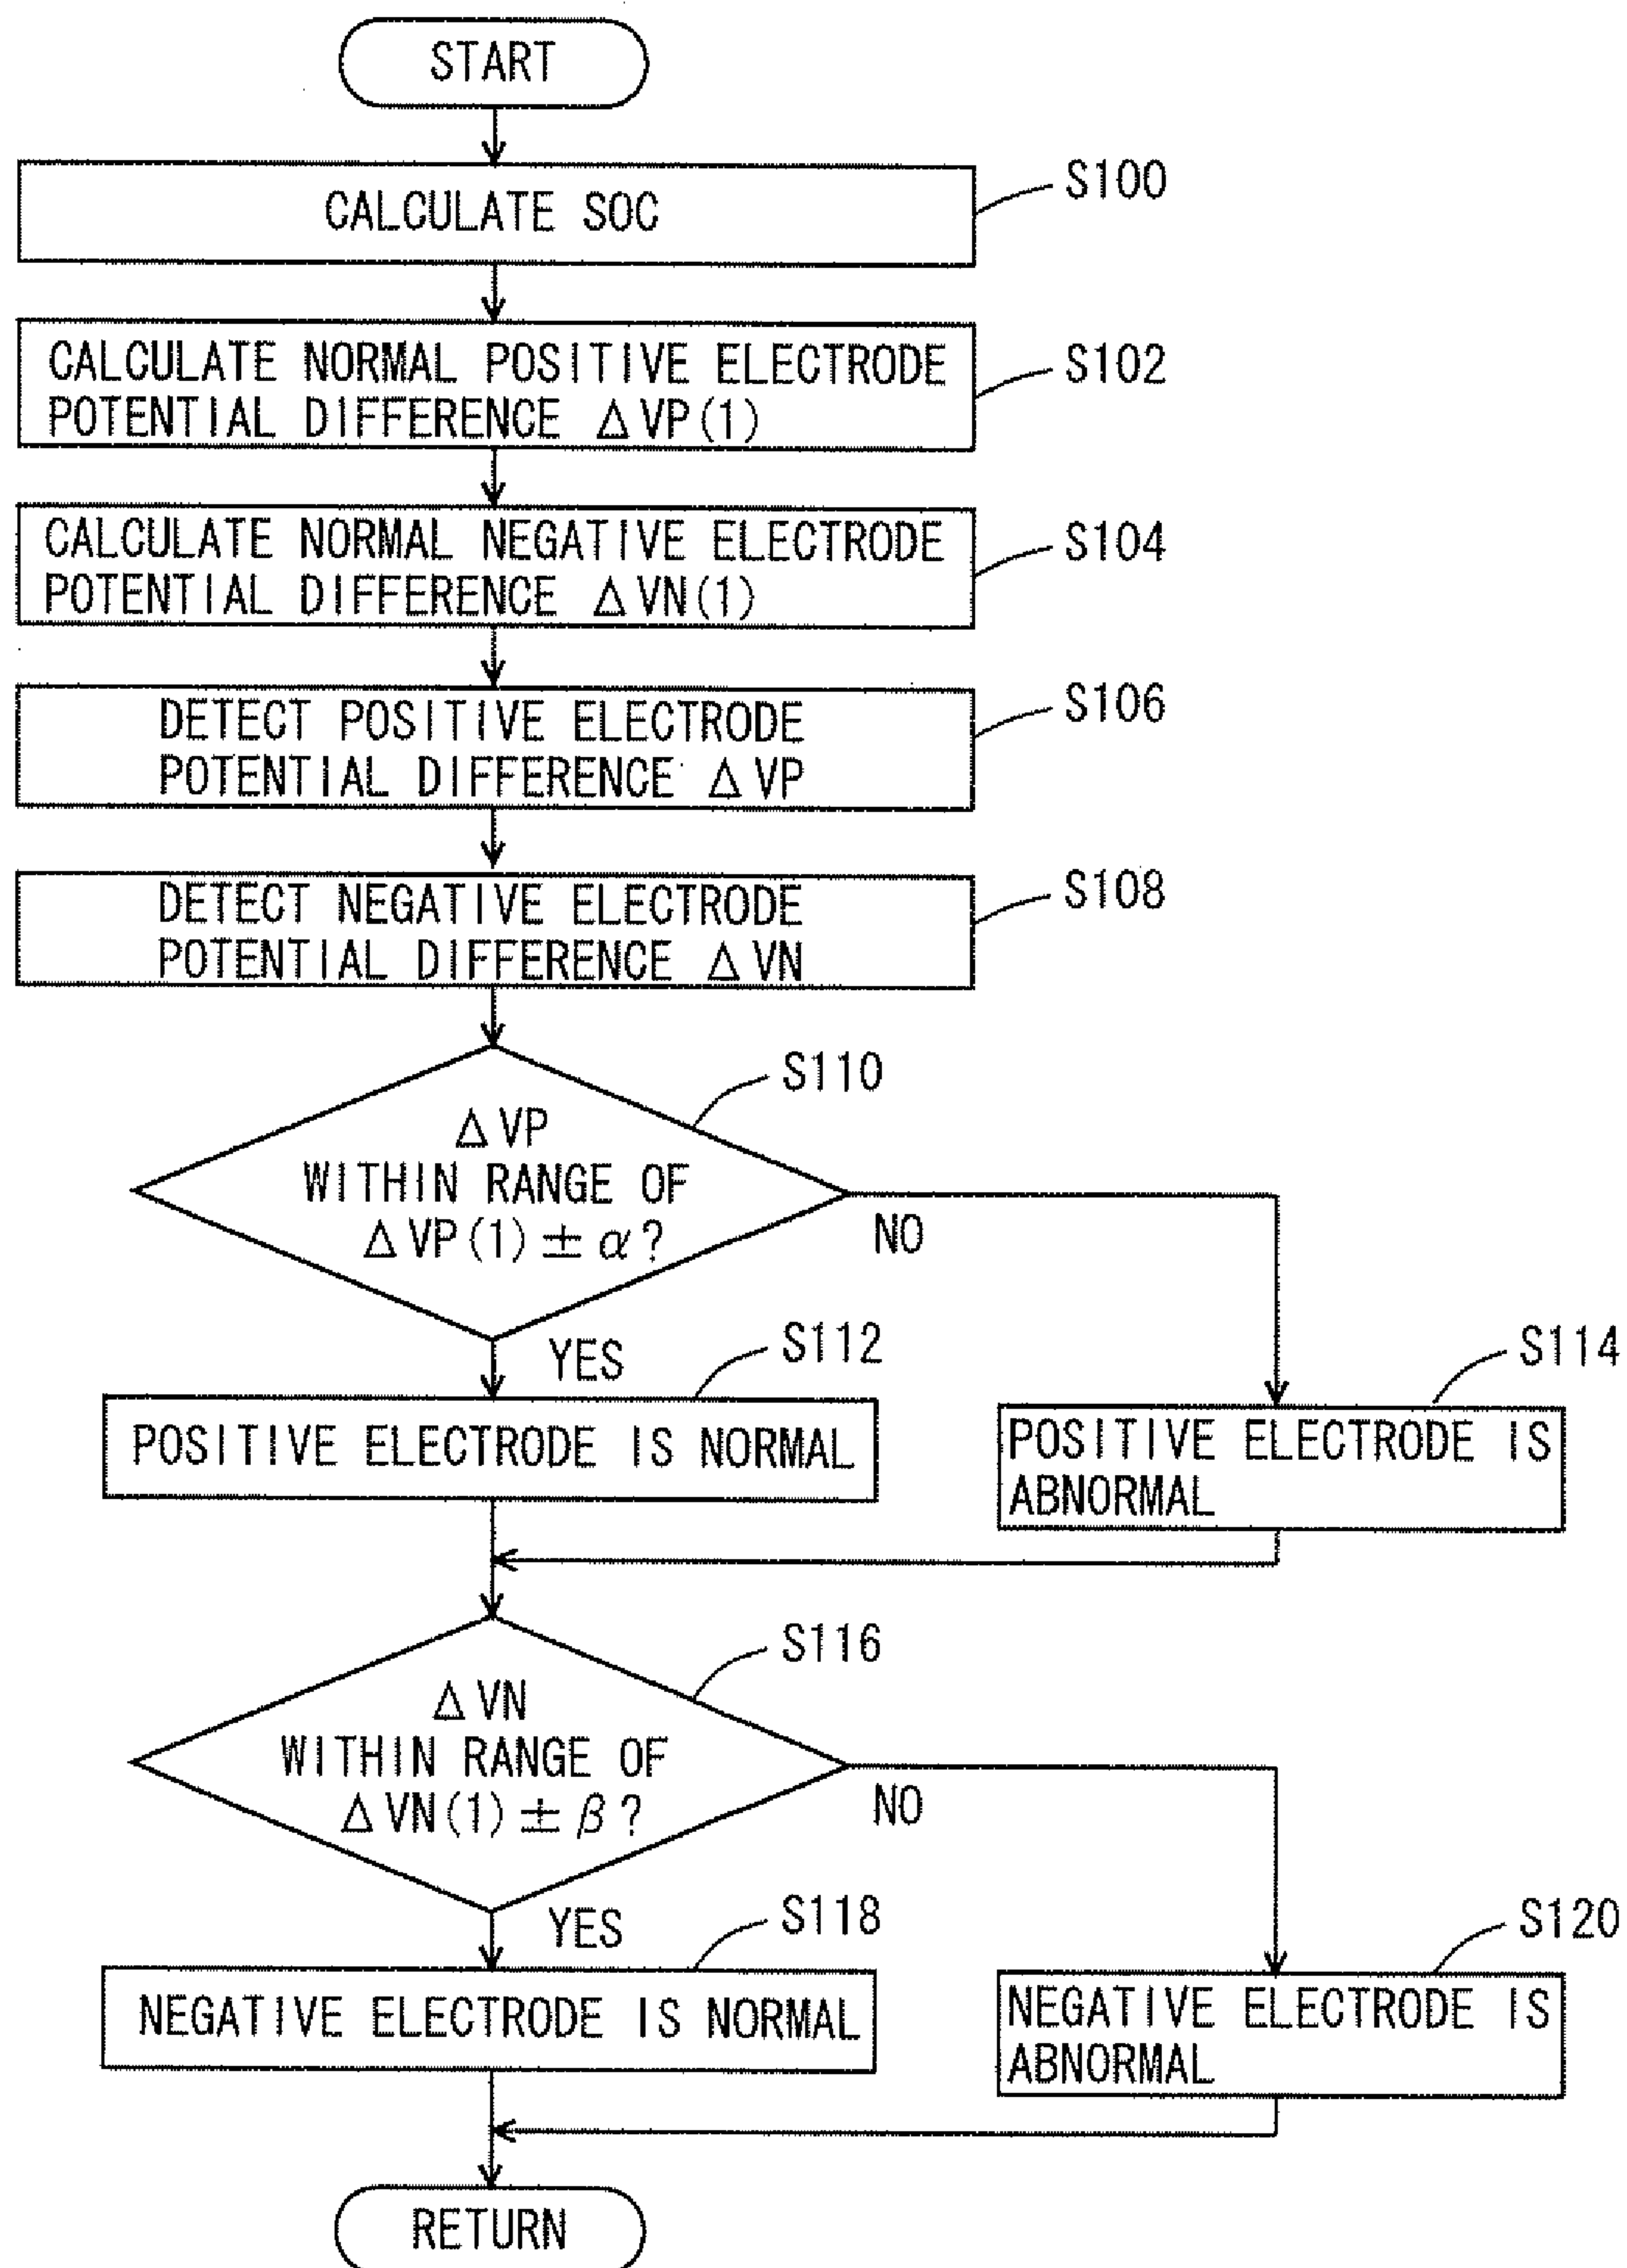 START
CALCULATE SOC
S100
CALCULATE NORMAL POSITIVE ELECTRODE
POTENTIAL DIFFERENCE ΔVP(1)
S102
CALCULATE NORMAL NEGATIVE ELECTRODE
POTENTIAL DIFFERENCE ΔVN(1)
S104
DETECT POSITIVE ELECTRODE
POTENTIAL DIFFERENCE ΔVP
S106
DETECT NEGATIVE ELECTRODE
POTENTIAL DIFFERENCE ΔVN
S108
S110
ΔVP
WITHIN RANGE OF
ΔVP(1) ± α?
NO
YES
S112
POSITIVE ELECTRODE IS NORMAL
S114
POSITIVE ELECTRODE IS
ABNORMAL
S116
ΔVN
WITHIN RANGE OF
ΔVN(1) ± β?
NO
YES
S118
NEGATIVE ELECTRODE IS NORMAL
S120
NEGATIVE ELECTRODE IS
ABNORMAL
RETURN